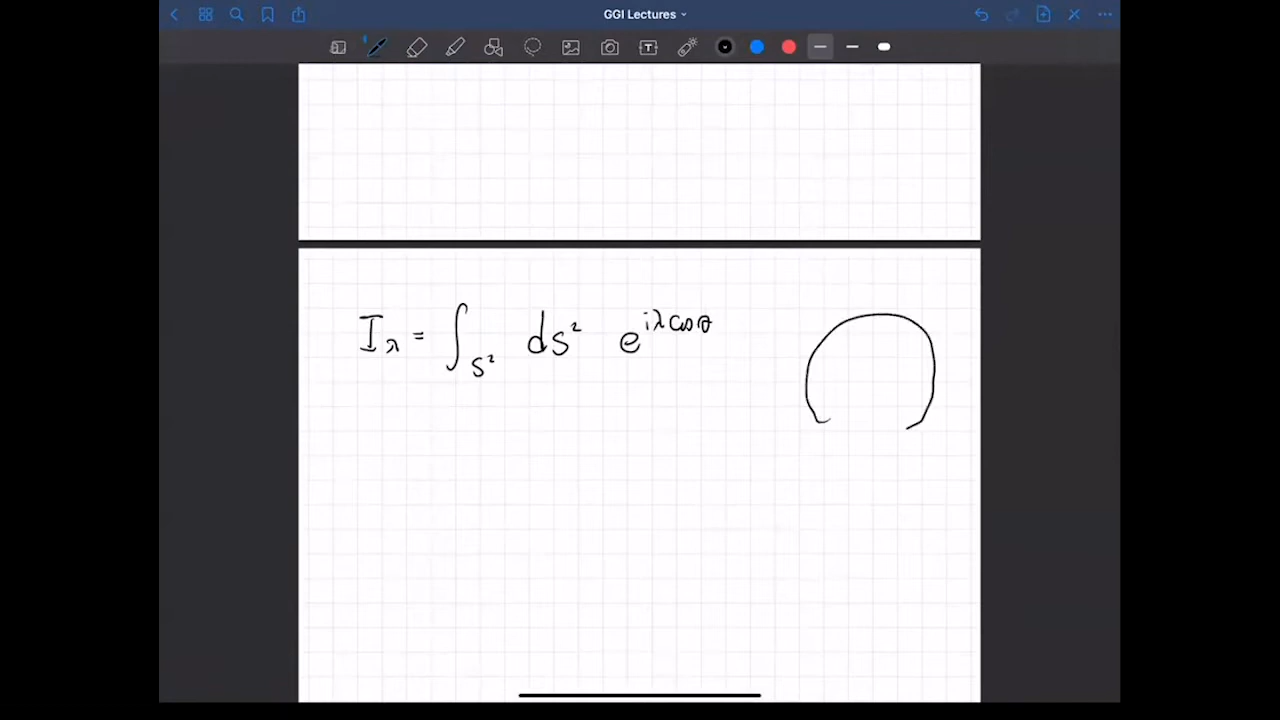 GGI Lectures
I_λ = ∫_{S²} dS² e^{iλcosθ}